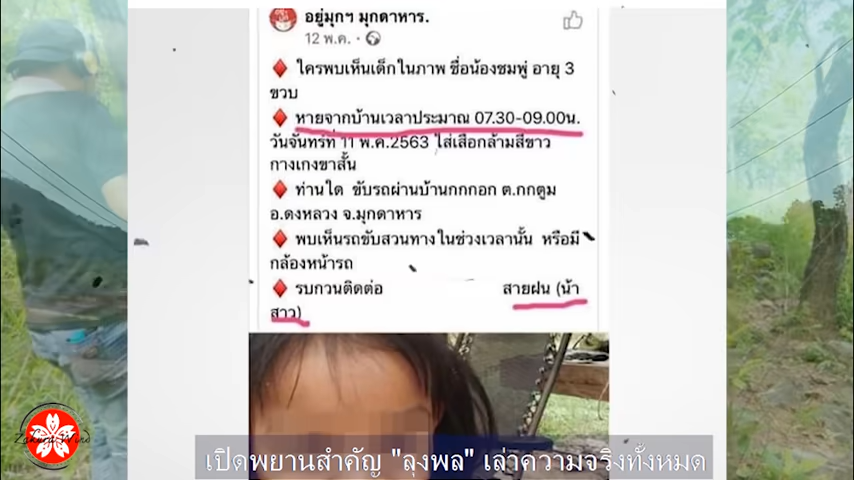 อยู่มุกฯ มุกดาหาร.
12 พ.ค. ·
ใครพบเห็นเด็กในภาพ ชื่อน้องชมพู่ อายุ 3
ขวบ
หายจากบ้านเวลาประมาณ 07.30-09.00น.
วันจันทร์ที่ 11 พ.ค.2563 ใส่เสื้อกล้ามสีขาว
กางเกงขาสั้น
ท่านใด ขับรถผ่านบ้านกกกอก ต.กกตูม
อ.ดงหลวง จ.มุกดาหาร
พบเห็นรถขับสวนทางในช่วงเวลานั้น หรือมี
กล้องหน้ารถ
รบกวนติดต่อ สายฝน (น้า
สาว)
Zakura Wind
เปิดพยานสำคัญ "ลุงพล" เล่าความจริงทั้งหมด